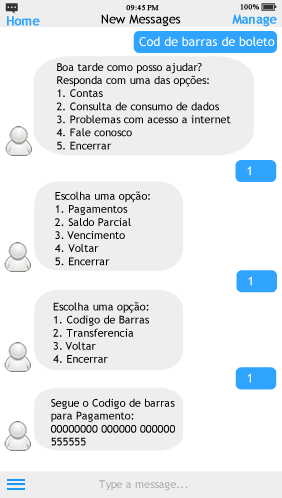 09:45 PM
100%
Home
New Messages
Manage
Cod de barras de boleto
Boa tarde como posso ajudar?
Responda com uma das opções:
1. Contas
2. Consulta de consumo de dados
3. Problemas com acesso a internet
4. Fale conosco
5. Encerrar
1
Escolha uma opção:
1. Pagamentos
2. Saldo Parcial
3. Vencimento
4. Voltar
5. Encerrar
1
Escolha uma opção:
1. Codigo de Barras
2. Transferencia
3. Voltar
4. Encerrar
1
Segue o Codigo de barras
para Pagamento:
00000000 000000 000000
555555
Type a message...